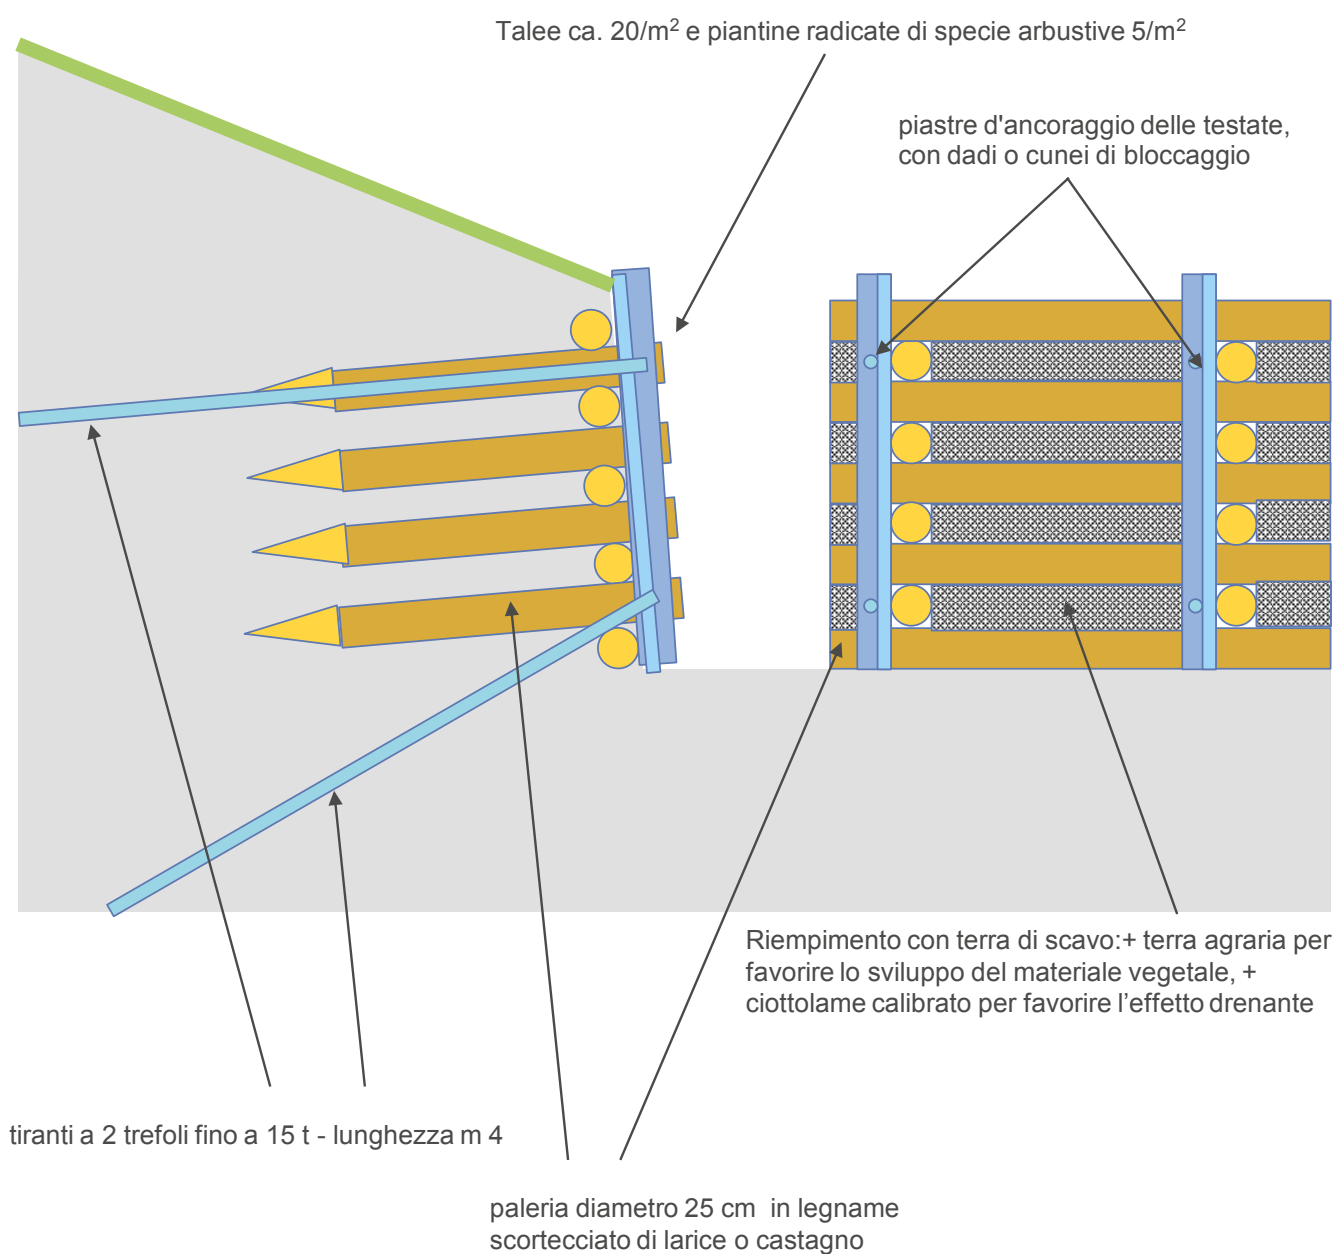 Talee ca. 20/m² e piantine radicate di specie arbustive 5/m²
piastre d'ancoraggio delle testate,
con dadi o cunei di bloccaggio
Riempimento con terra di scavo:+ terra agraria per
favorire lo sviluppo del materiale vegetale, +
ciottolame calibrato per favorire l’effetto drenante
tiranti a 2 trefoli fino a 15 t - lunghezza m 4
paleria diametro 25 cm in legname
scortecciato di larice o castagno